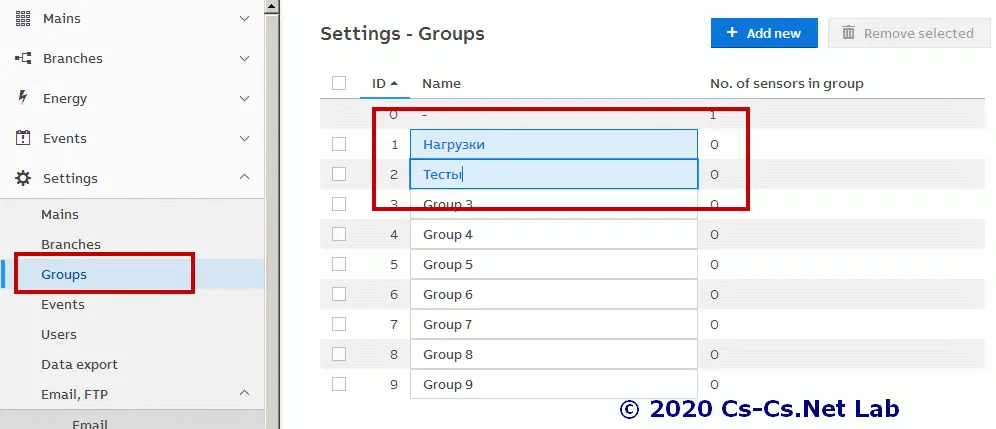 Mains
Branches
Energy
Events
Settings
Mains
Branches
Groups
Events
Users
Data export
Email, FTP
Email
Settings - Groups
+ Add new
Remove selected
ID Name No. of sensors in group
0 - 1
1 Нагрузки 0
2 Тесты 0
3 Group 3 0
4 Group 4 0
5 Group 5 0
6 Group 6 0
7 Group 7 0
8 Group 8 0
9 Group 9 0
© 2020 Cs-Cs.Net Lab